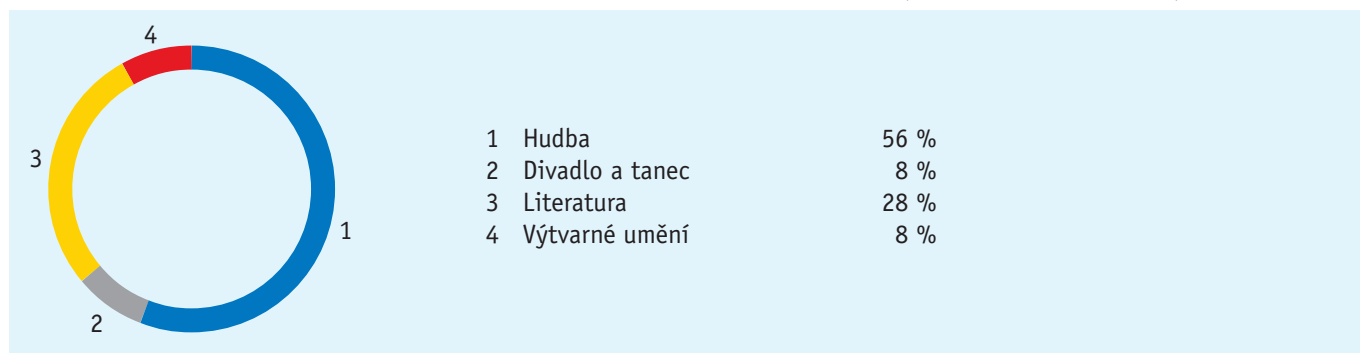 4
3
1
2
1 Hudba 56 %
2 Divadlo a tanec 8 %
3 Literatura 28 %
4 Výtvarné umění 8 %